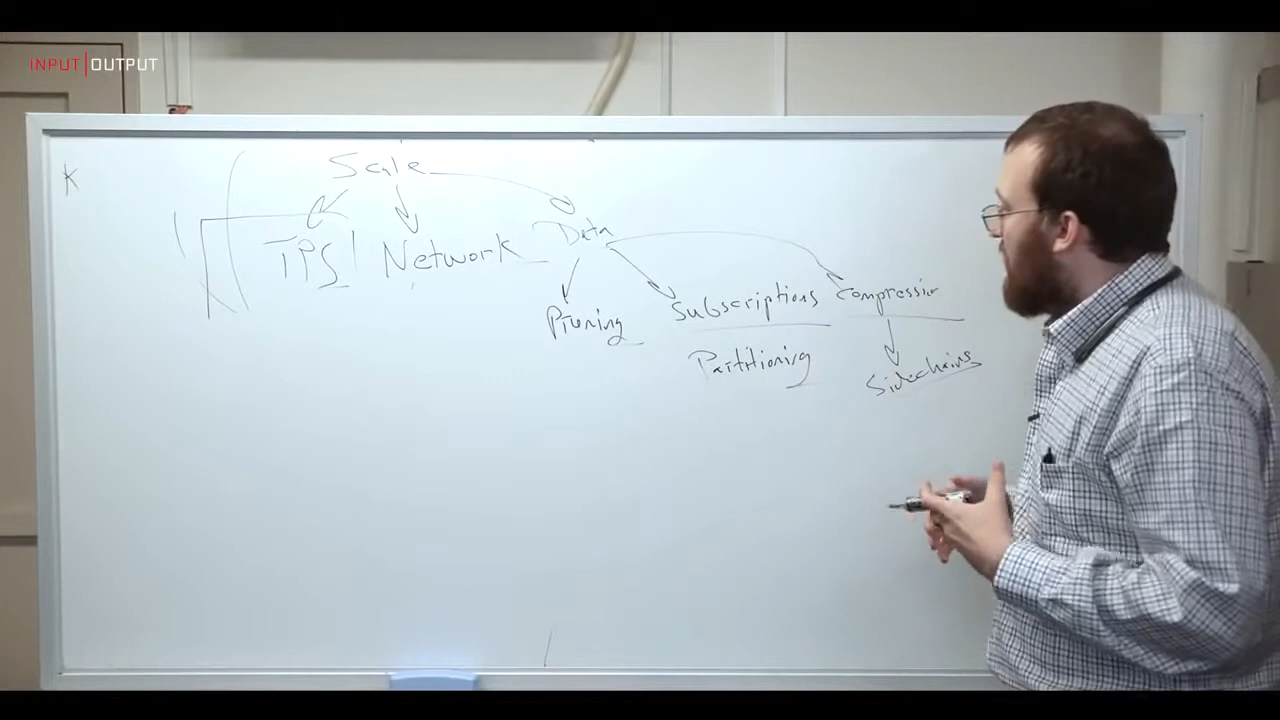 INPUT|OUTPUT
K
Scale
TPS
Network
Data
Pruning
Subscriptions
Compression
Partitioning
Sidechains